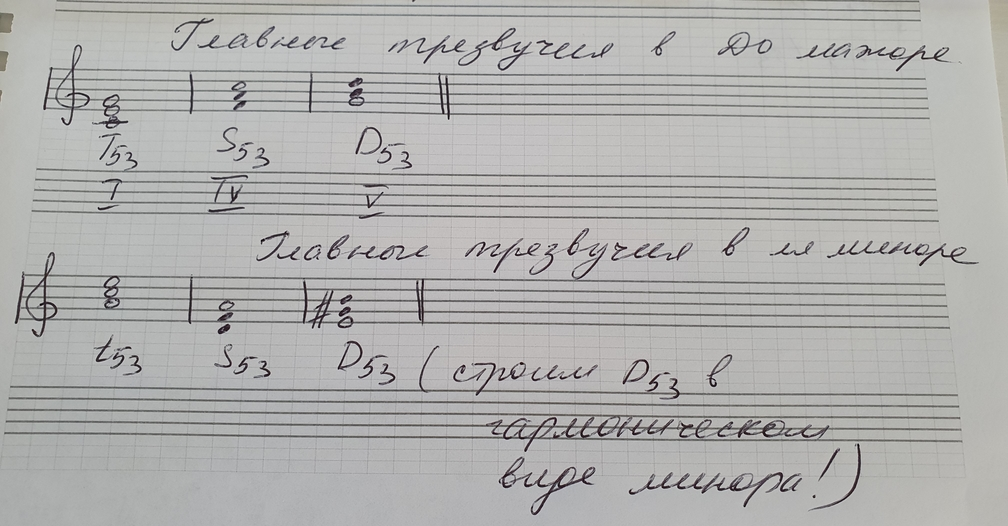 Главные трезвучия в До мажоре
T53 S53 D53
I IV V
Главные трезвучия в ля миноре
t53 S53 D53 (строим D53 в
гармоническом
виде минора!)